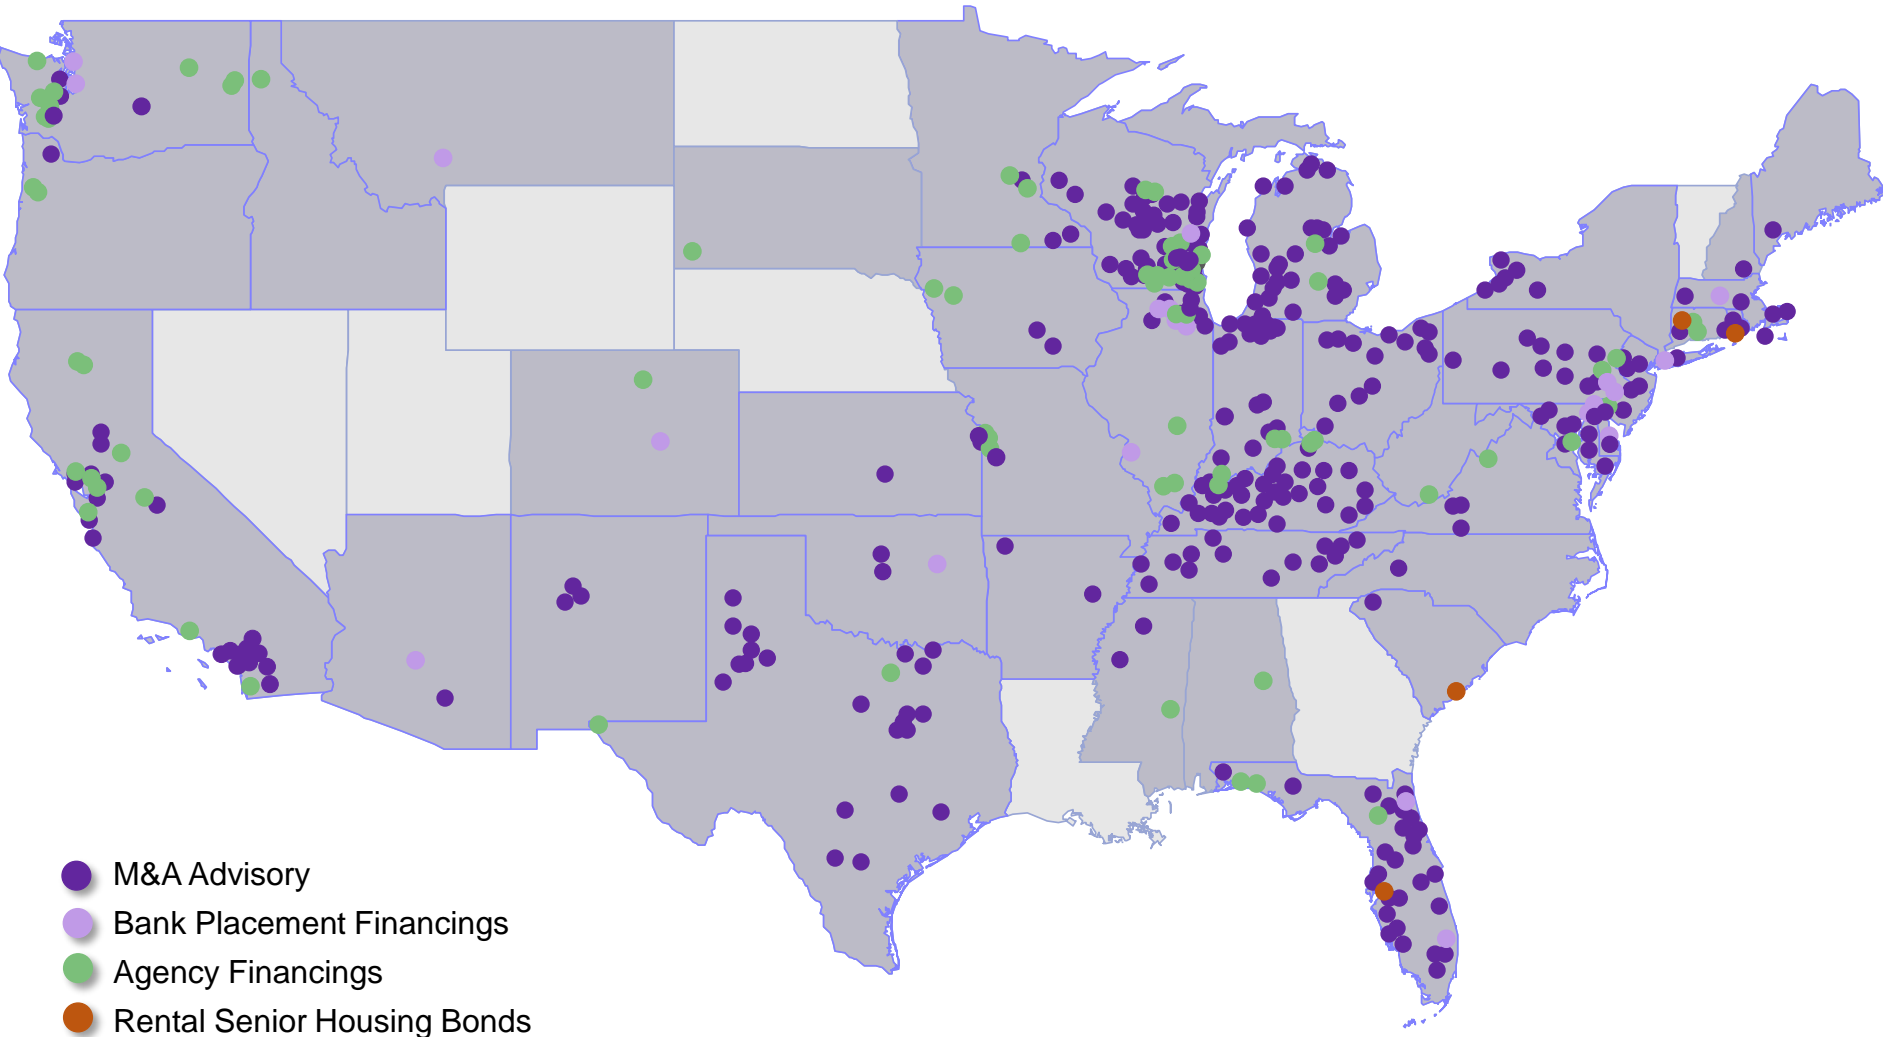 M&A Advisory
Bank Placement Financings
Agency Financings
Rental Senior Housing Bonds